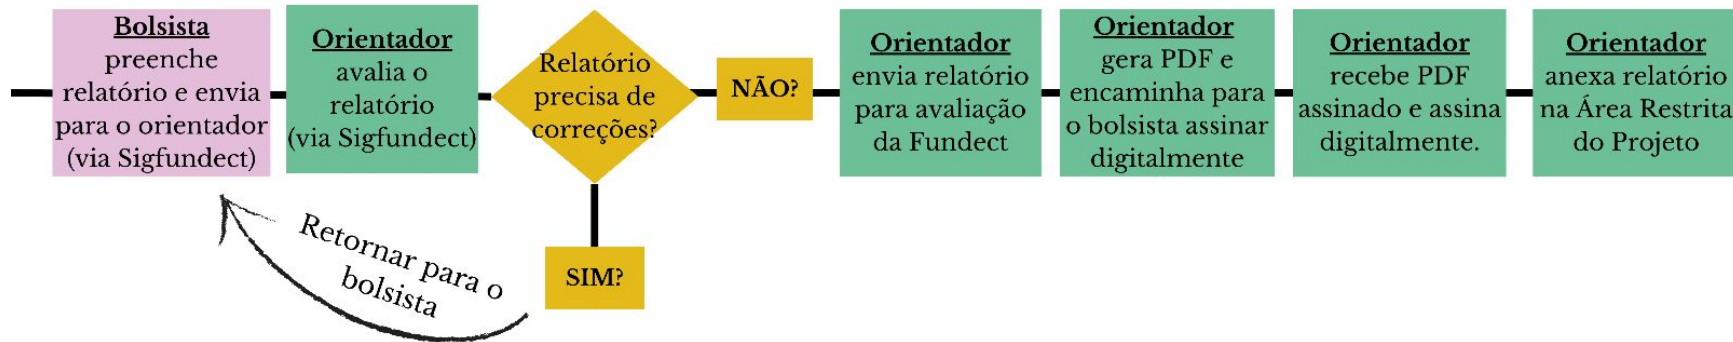 Bolsista
preenche
relatório e envia
para o orientador
(via Sigfundect)
Orientador
avalia o
relatório
(via Sigfundect)
Relatório
precisa de
correções?
NÃO?
SIM?
Retornar para o
bolsista
Orientador
envia relatório
para avaliação
da Fundect
Orientador
gera PDF e
encaminha para
o bolsista assinar
digitalmente
Orientador
recebe PDF
assinado e assina
digitalmente.
Orientador
anexa relatório
na Área Restrita
do Projeto